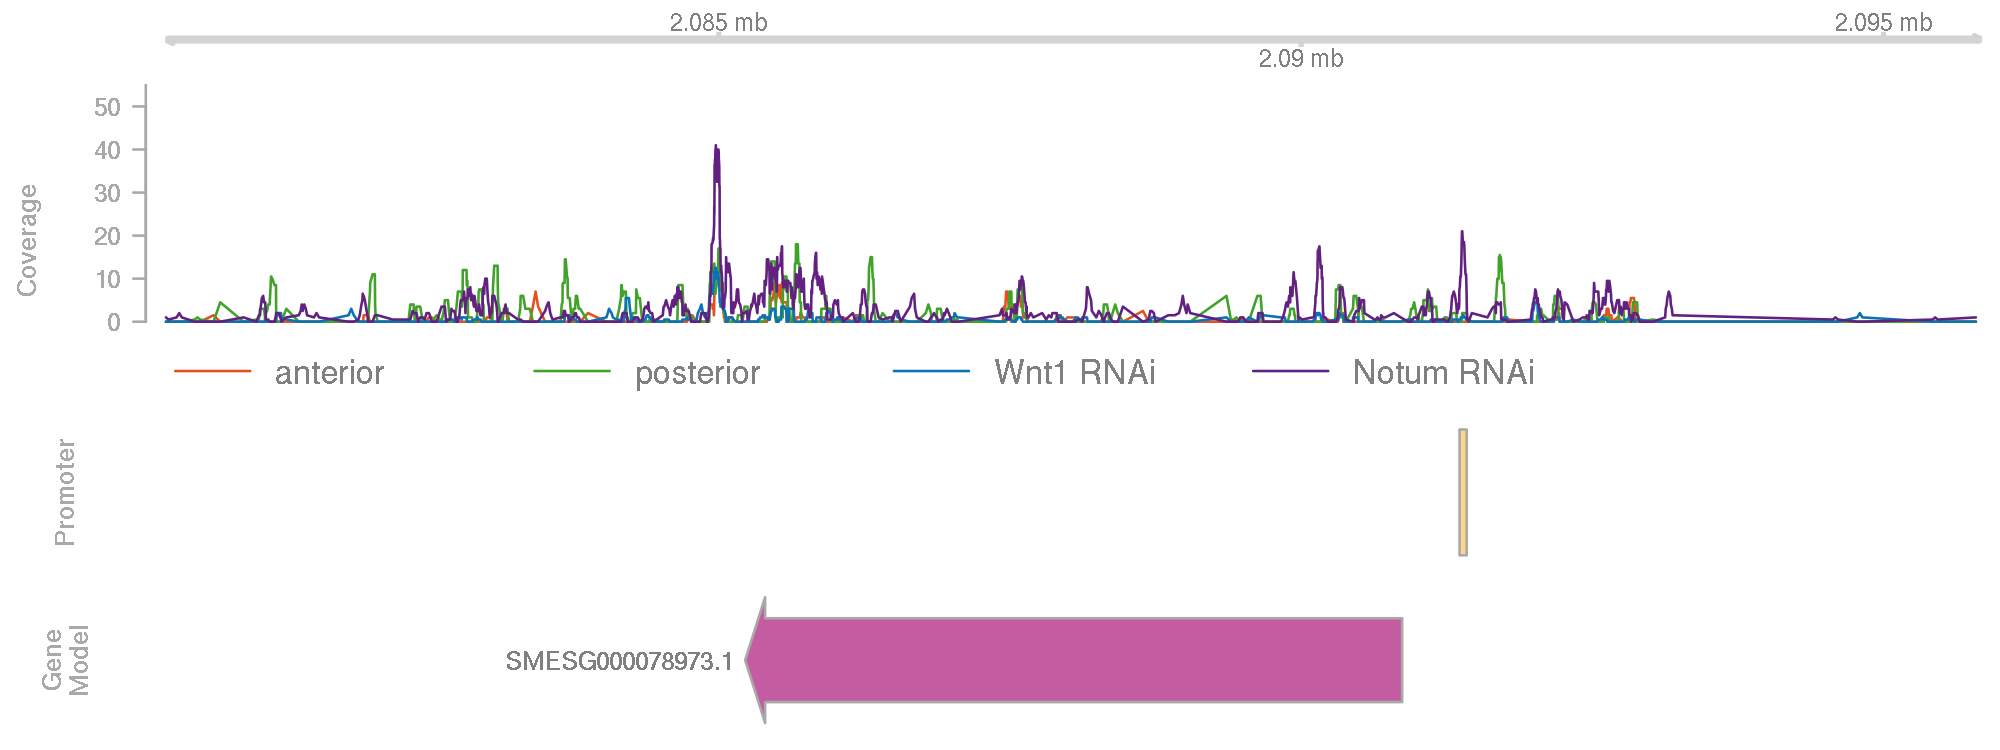 2.085 mb
2.095 mb
2.09 mb
Coverage
50
40
30
20
10
0
anterior
posterior
Wnt1 RNAi
Notum RNAi
Promoter
Gene
Model
SMESG000078973.1